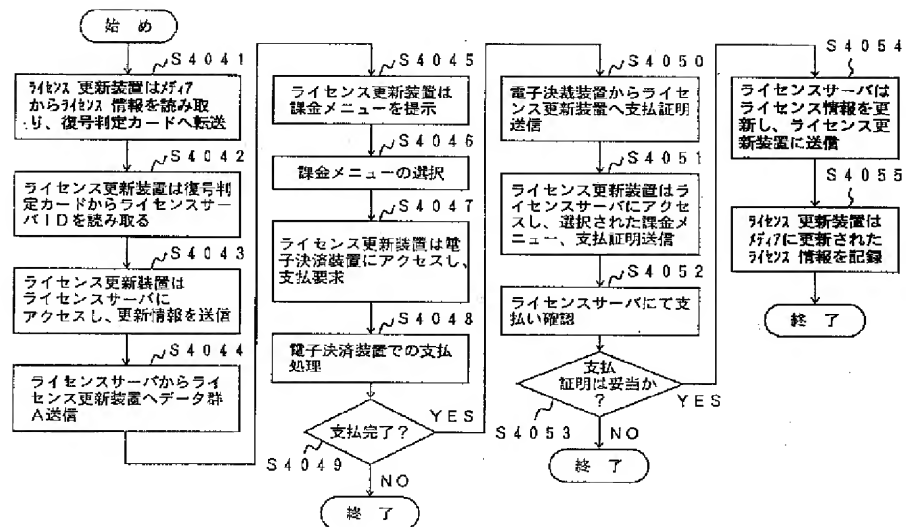 始め
S4041
ライセンス 更新装置はメディア
からライセンス 情報を読み取
り、復号判定カードへ転送
S4042
ライセンス更新装置は復号判
定カードからライセンスサー
バIDを読み取る
S4043
ライセンス更新装置は
ライセンスサーバに
アクセスし、更新情報を送信
S4044
ライセンスサーバからライ
センス更新装置へデータ群
A送信
S4045
ライセンス更新装置は
課金メニューを提示
S4046
課金メニューの選択
S4047
ライセンス更新装置は電
子決済装置にアクセスし、
支払要求
S4048
電子決済装置での支払
処理
支払完了?
YES
S4049
NO
終了
S4050
電子決裁装置からライセ
ンス更新装置へ支払証明
送信
S4051
ライセンス更新装置はライ
センスサーバにアクセス
し、選択された課金メ
ニュー、支払証明送信
S4052
ライセンスサーバにて支
払い確認
支払
証明は妥当か
?
YES
S4053
NO
終了
S4054
ライセンスサーバは
ライセンス情報を更
新し、ライセンス更
新装置に送信
S4055
ライセンス 更新装置は
メディアに更新された
ライセンス 情報を記録
終了